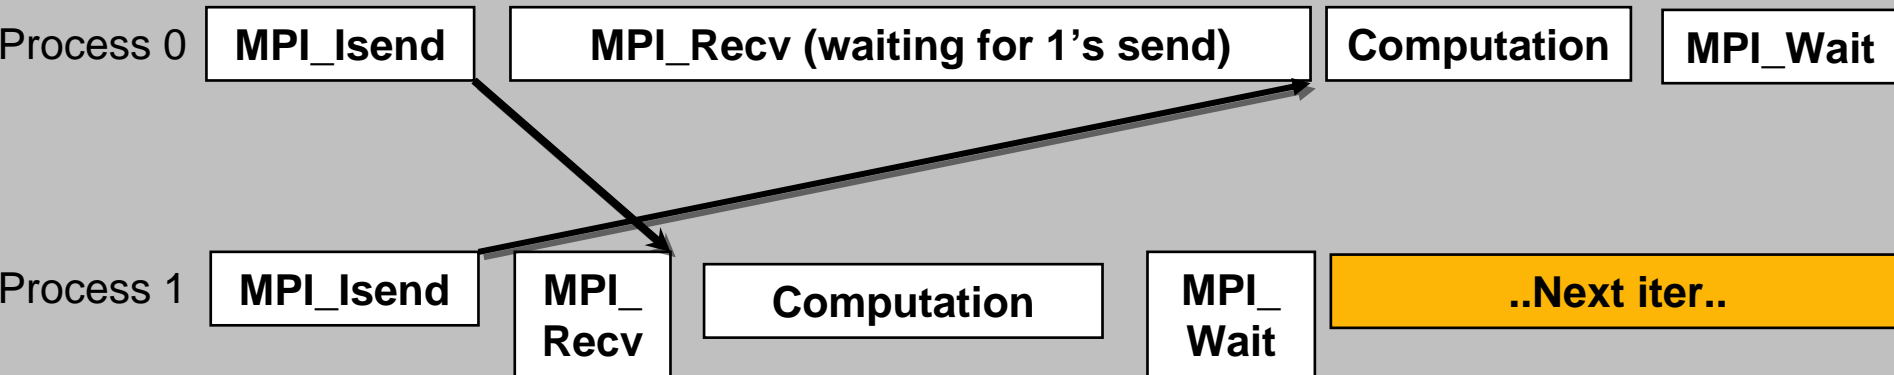 Process 0
MPI_Isend
MPI_Recv (waiting for 1’s send)
Computation
MPI_Wait
Process 1
MPI_Isend
MPI_
Recv
Computation
MPI_
Wait
..Next iter..